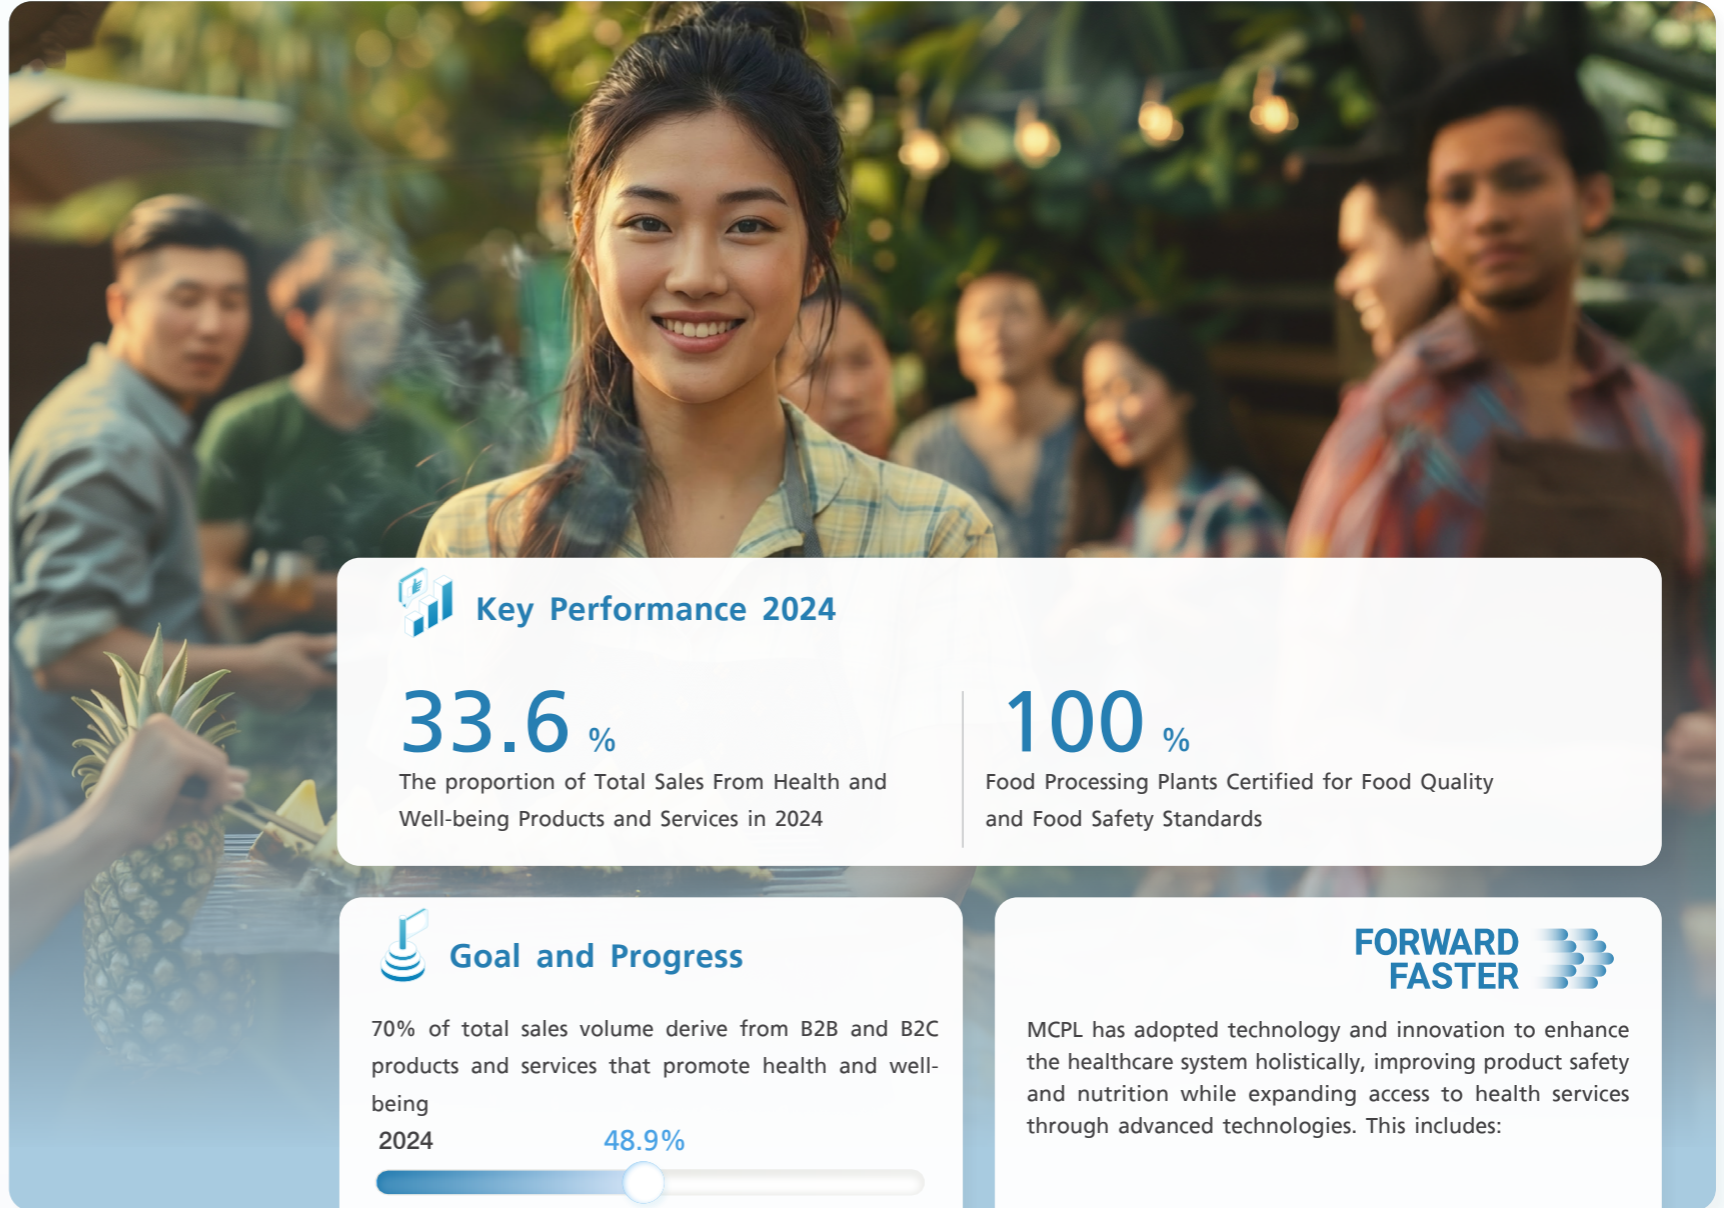 Key Performance 2024
33.6 %
The proportion of Total Sales From Health and
Well-being Products and Services in 2024
100 %
Food Processing Plants Certified for Food Quality
and Food Safety Standards
Goal and Progress
70% of total sales volume derive from B2B and B2C
products and services that promote health and well-
being
2024
48.9%
FORWARD
FASTER
MCPL has adopted technology and innovation to enhance
the healthcare system holistically, improving product safety
and nutrition while expanding access to health services
through advanced technologies. This includes: